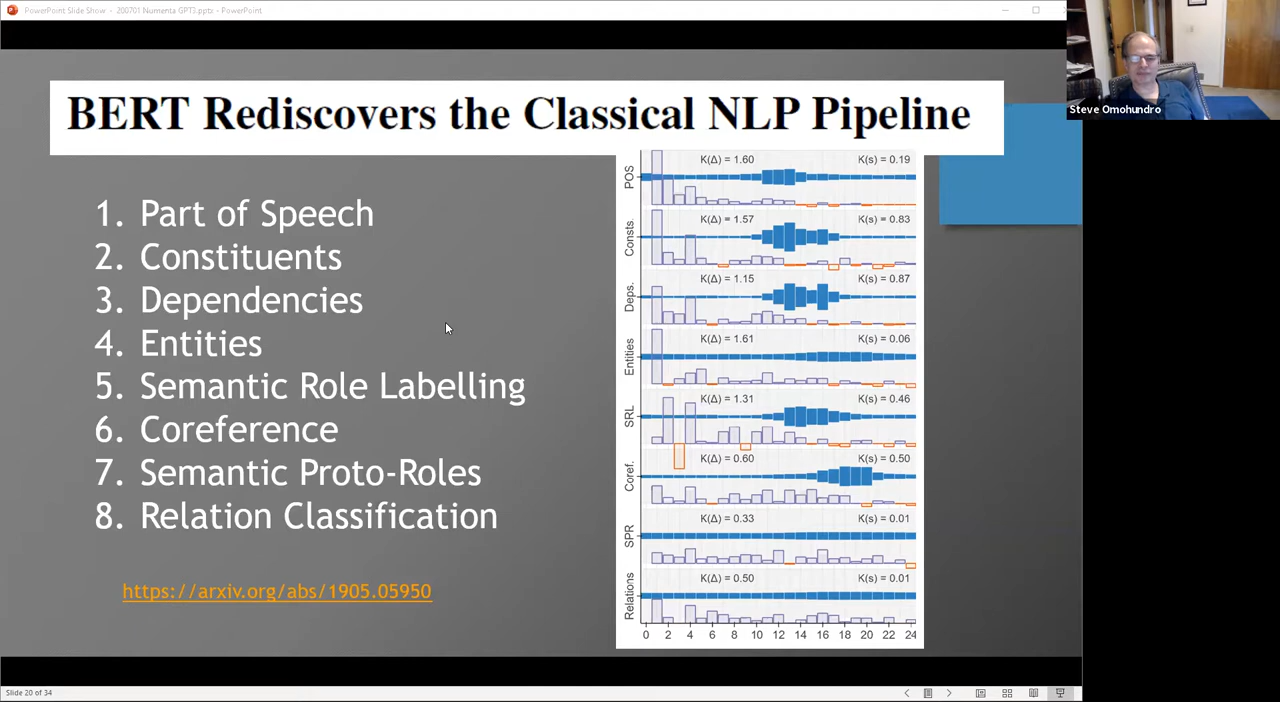 PowerPoint Slide Show - 200701 Numenta GPT3.pptx - PowerPoint
Steve Omohundro
BERT Rediscovers the Classical NLP Pipeline
1. Part of Speech
2. Constituents
3. Dependencies
4. Entities
5. Semantic Role Labelling
6. Coreference
7. Semantic Proto-Roles
8. Relation Classification
https://arxiv.org/abs/1905.05950
POS
K(Δ) = 1.60 K(s) = 0.19
Consts.
K(Δ) = 1.57 K(s) = 0.83
Deps.
K(Δ) = 1.15 K(s) = 0.87
Entities
K(Δ) = 1.61 K(s) = 0.06
SRL
K(Δ) = 1.31 K(s) = 0.46
Coref.
K(Δ) = 0.60 K(s) = 0.50
SPR
K(Δ) = 0.33 K(s) = 0.01
Relations
K(Δ) = 0.50 K(s) = 0.01
0 2 4 6 8 10 12 14 16 18 20 22 24
Slide 20 of 34